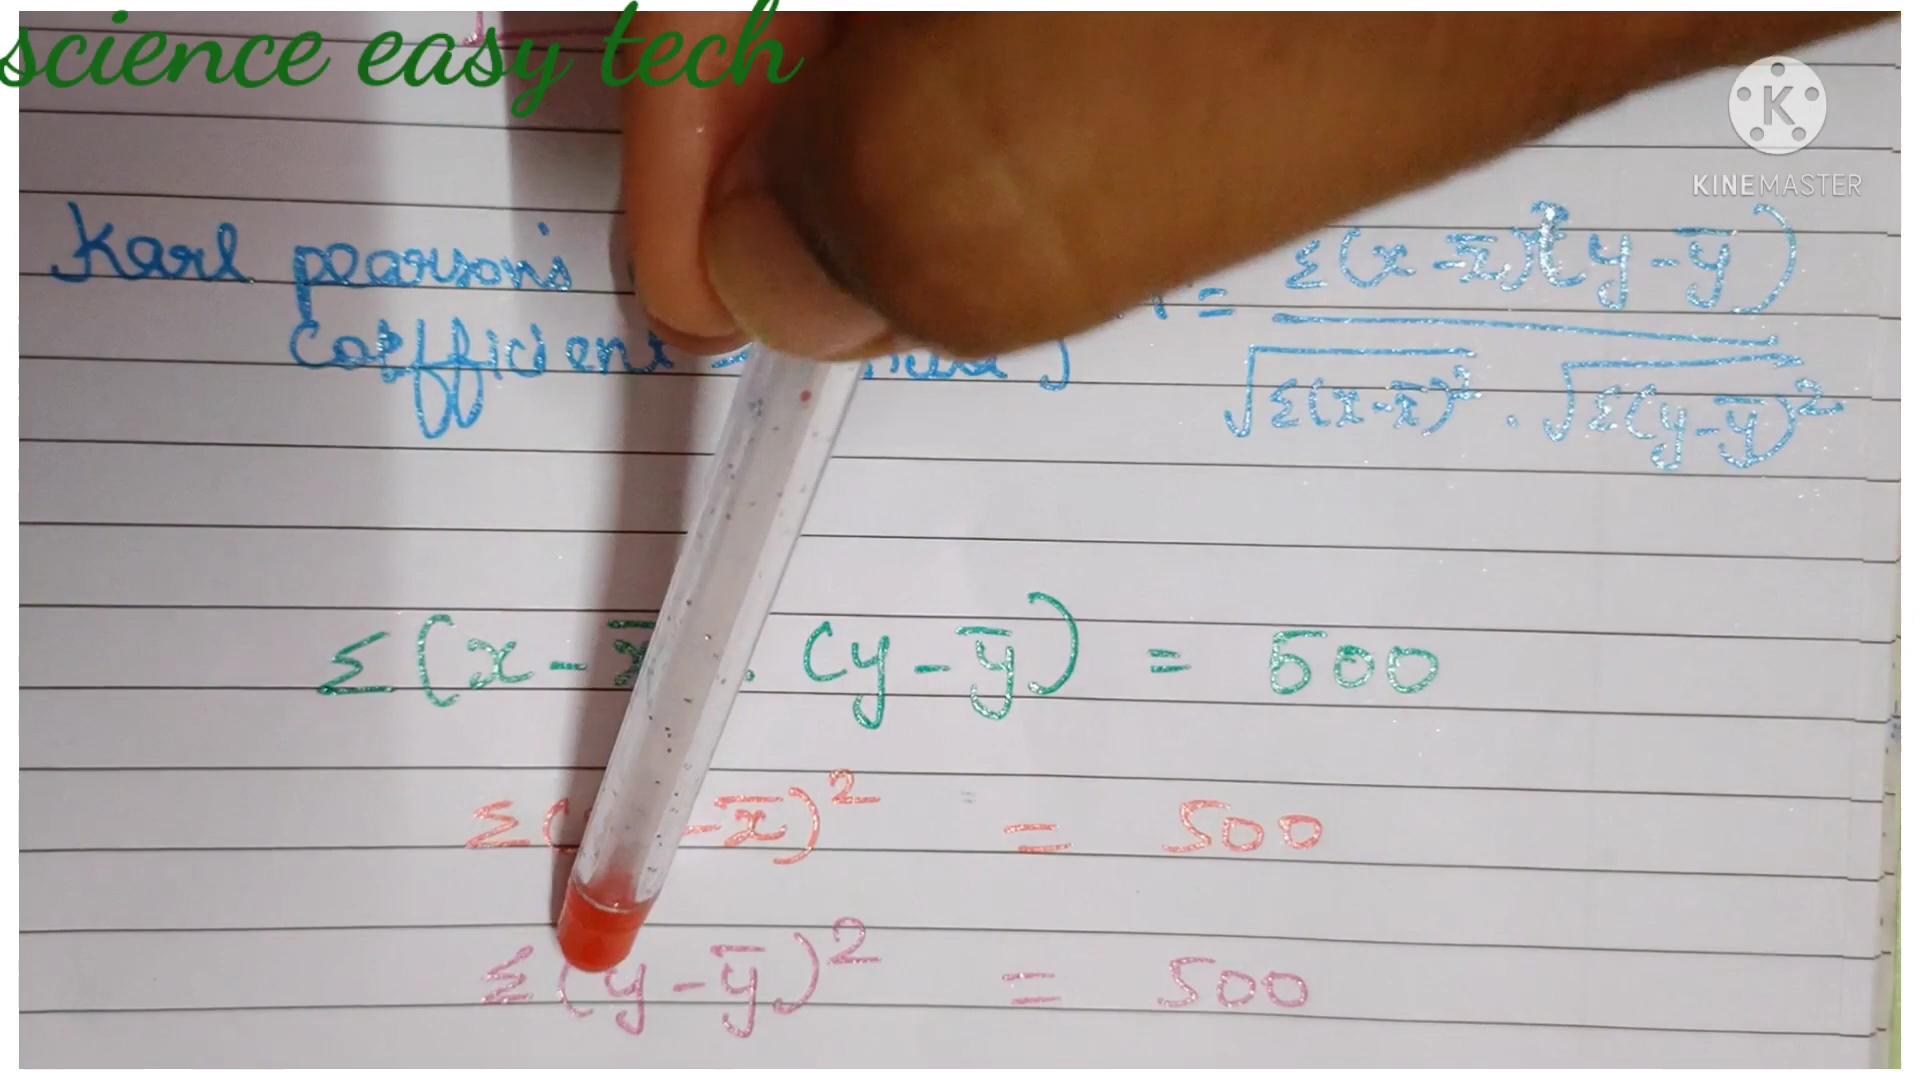 science easy tech
KINEMASTER
Karl pearson's
Coefficient
r = Σ(x - x̄)(y - ȳ)
√Σ(x-x̄)² . √Σ(y-ȳ)²
Σ(x - x̄ . (y - ȳ) = 500
Σ( - x̄)² = 500
Σ(y - ȳ)² = 500